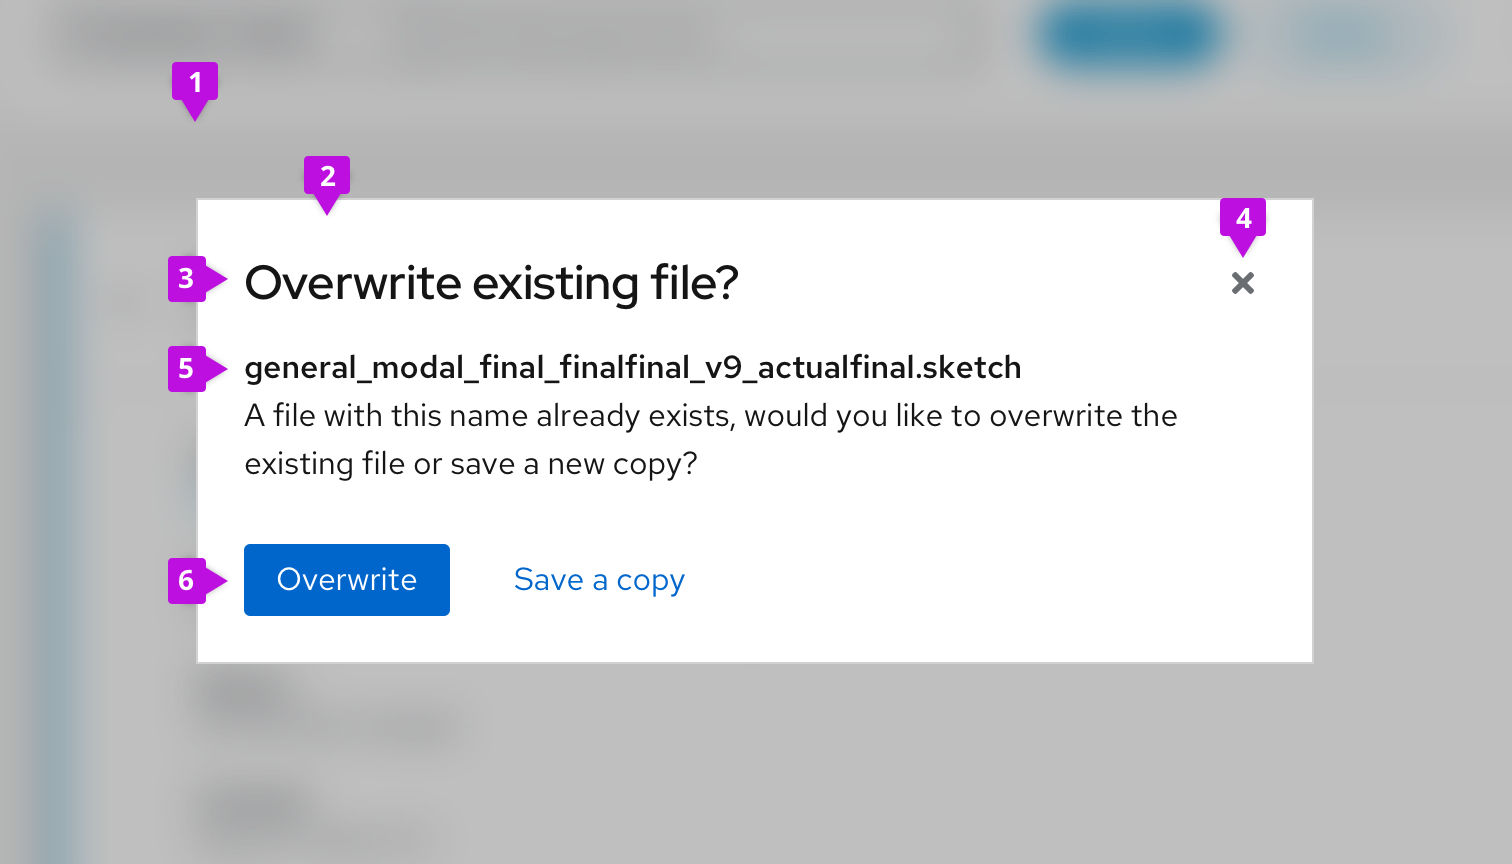 1
2
4
3 Overwrite existing file?
5 general_modal_final_finalfinal_v9_actualfinal.sketch
A file with this name already exists, would you like to overwrite the
existing file or save a new copy?
6 Overwrite Save a copy